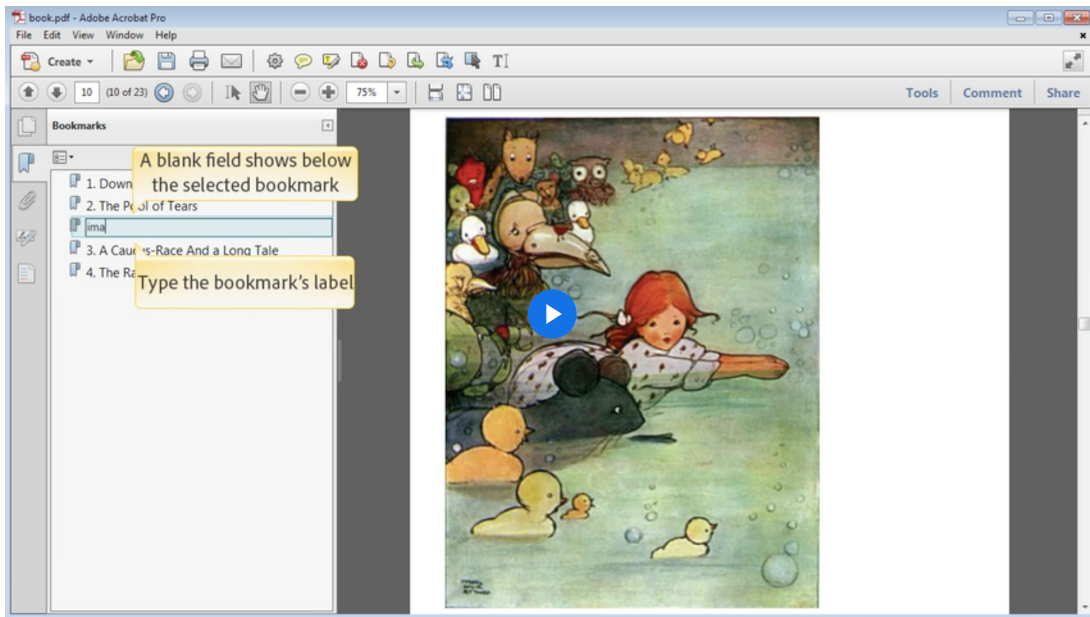 book.pdf - Adobe Acrobat Pro
File Edit View Window Help
Create
10 (10 of 23) 75% Tools Comment Share
Bookmarks
A blank field shows below
the selected bookmark
1. Down
2. The P ol of Tears
ima
3. A Cau s-Race And a Long Tale
4. The Ra
Type the bookmark's label